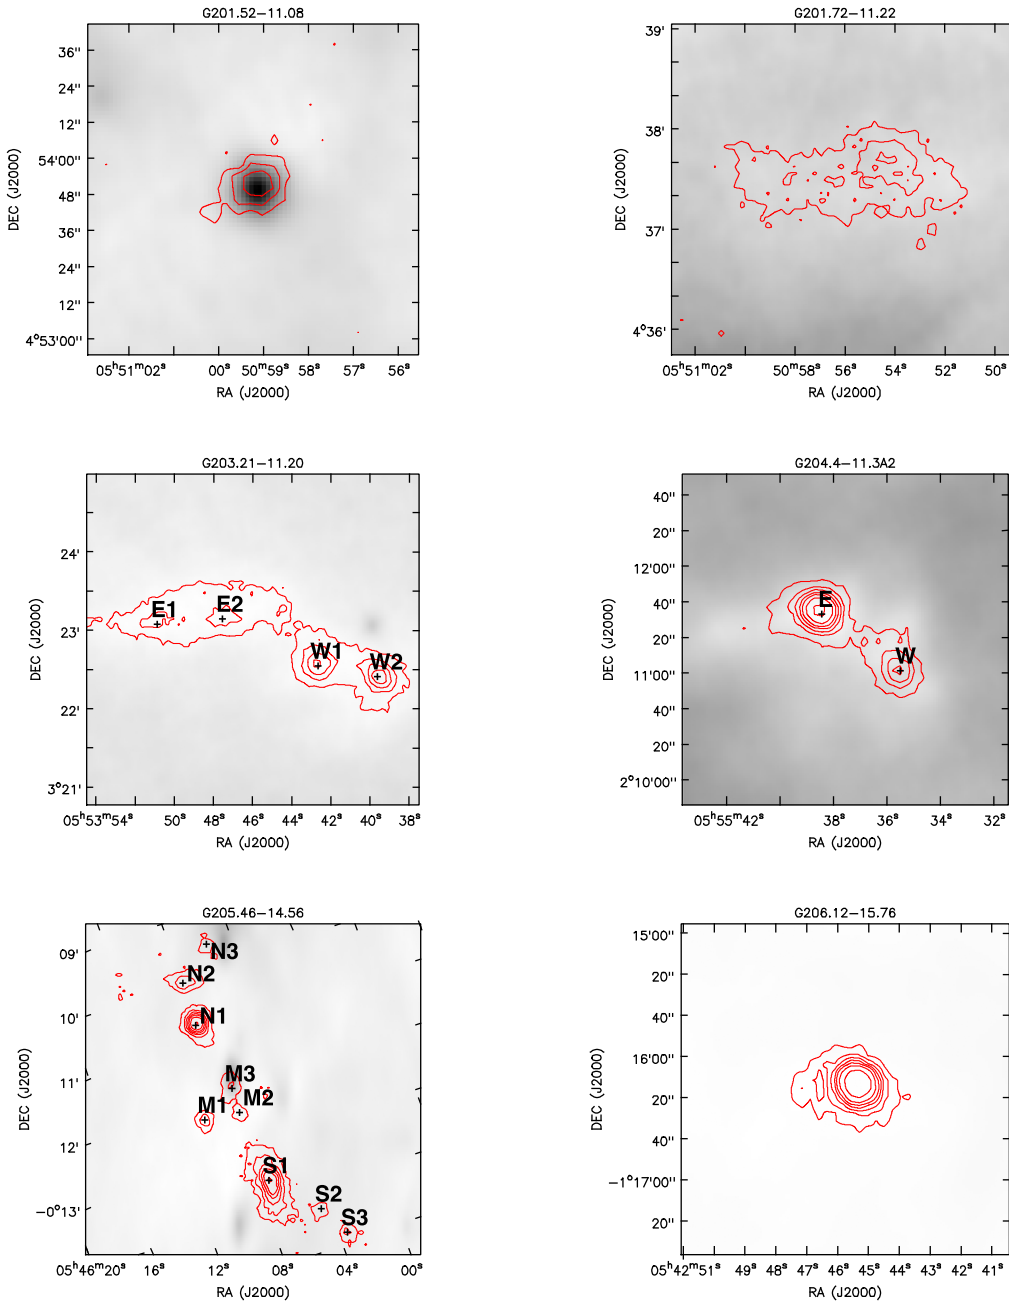 G201.52−11.08
36"
24"
12"
54'00"
48"
36"
24"
12"
4°53'00"
DEC (J2000)
05ʰ51ᵐ02ˢ 00ˢ 50ᵐ59ˢ 58ˢ 57ˢ 56ˢ
RA (J2000)
G201.72−11.22
39'
38'
37'
4°36'
DEC (J2000)
05ʰ51ᵐ02ˢ 50ᵐ58ˢ 56ˢ 54ˢ 52ˢ 50ˢ
RA (J2000)
G203.21−11.20
24'
23'
22'
3°21'
DEC (J2000)
E1
E2
W1
W2
05ʰ53ᵐ54ˢ 50ˢ 48ˢ 46ˢ 44ˢ 42ˢ 40ˢ 38ˢ
RA (J2000)
G204.4−11.3A2
40"
20"
12'00"
40"
20"
11'00"
40"
20"
2°10'00"
DEC (J2000)
E
W
05ʰ55ᵐ42ˢ 38ˢ 36ˢ 34ˢ 32ˢ
RA (J2000)
G205.46−14.56
09'
10'
11'
12'
−0°13'
DEC (J2000)
N3
N2
N1
M3
M2
M1
S1
S2
S3
05ʰ46ᵐ20ˢ 16ˢ 12ˢ 08ˢ 04ˢ 00ˢ
RA (J2000)
G206.12−15.76
15'00"
20"
40"
16'00"
20"
40"
−1°17'00"
20"
DEC (J2000)
05ʰ42ᵐ51ˢ 49ˢ 48ˢ 47ˢ 46ˢ 45ˢ 44ˢ 43ˢ 42ˢ 41ˢ
RA (J2000)